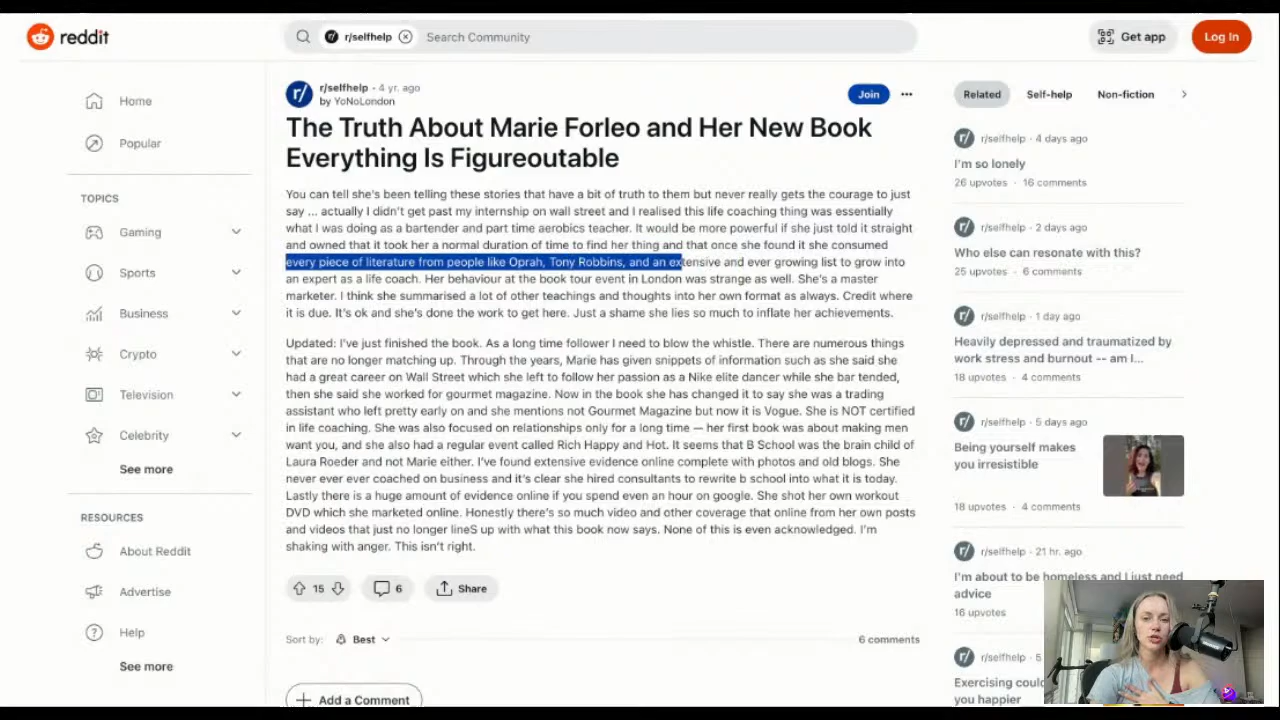 reddit
r/selfhelp
Search Community
Get app
Log In
Home
Popular
TOPICS
Gaming
Sports
Business
Crypto
Television
Celebrity
See more
RESOURCES
About Reddit
Advertise
Help
See more
r/
r/selfhelp · 4 yr. ago
by YoNoLondon
Join
The Truth About Marie Forleo and Her New Book
Everything Is Figureoutable
You can tell she's been telling these stories that have a bit of truth to them but never really gets the courage to just
say ... actually I didn't get past my internship on wall street and I realised this life coaching thing was essentially
what I was doing as a bartender and part time aerobics teacher. It would be more powerful if she just told it straight
and owned that it took her a normal duration of time to find her thing and that once she found it she consumed
every piece of literature from people like Oprah, Tony Robbins, and an extensive and ever growing list to grow into
an expert as a life coach. Her behaviour at the book tour event in London was strange as well. She's a master
marketer. I think she summarised a lot of other teachings and thoughts into her own format as always. Credit where
it is due. It's ok and she's done the work to get here. Just a shame she lies so much to inflate her achievements.
Updated: I've just finished the book. As a long time follower I need to blow the whistle. There are numerous things
that are no longer matching up. Through the years, Marie has given snippets of information such as she said she
had a great career on Wall Street which she left to follow her passion as a Nike elite dancer while she bar tended,
then she said she worked for gourmet magazine. Now in the book she has changed it to say she was a trading
assistant who left pretty early on and she mentions not Gourmet Magazine but now it is Vogue. She is NOT certified
in life coaching. She was also focused on relationships only for a long time — her first book was about making men
want you, and she also had a regular event called Rich Happy and Hot. It seems that B School was the brain child of
Laura Roeder and not Marie either. I've found extensive evidence online complete with photos and old blogs. She
never ever ever coached on business and it's clear she hired consultants to rewrite b school into what it is today.
Lastly there is a huge amount of evidence online if you spend even an hour on google. She shot her own workout
DVD which she marketed online. Honestly there's so much video and other coverage that online from her own posts
and videos that just no longer lineS up with what this book now says. None of this is even acknowledged. I'm
shaking with anger. This isn't right.
15
6
Share
Sort by:
Best
6 comments
Add a Comment
Related
Self-help
Non-fiction
r/selfhelp · 4 days ago
I'm so lonely
26 upvotes · 16 comments
r/selfhelp · 2 days ago
Who else can resonate with this?
25 upvotes · 6 comments
r/selfhelp · 1 day ago
Heavily depressed and traumatized by
work stress and burnout -- am I...
18 upvotes · 4 comments
r/selfhelp · 5 days ago
Being yourself makes
you irresistible
18 upvotes · 4 comments
r/selfhelp · 21 hr. ago
I'm about to be homeless and I just need
advice
16 upvotes
r/selfhelp · 5
Exercising
you happier